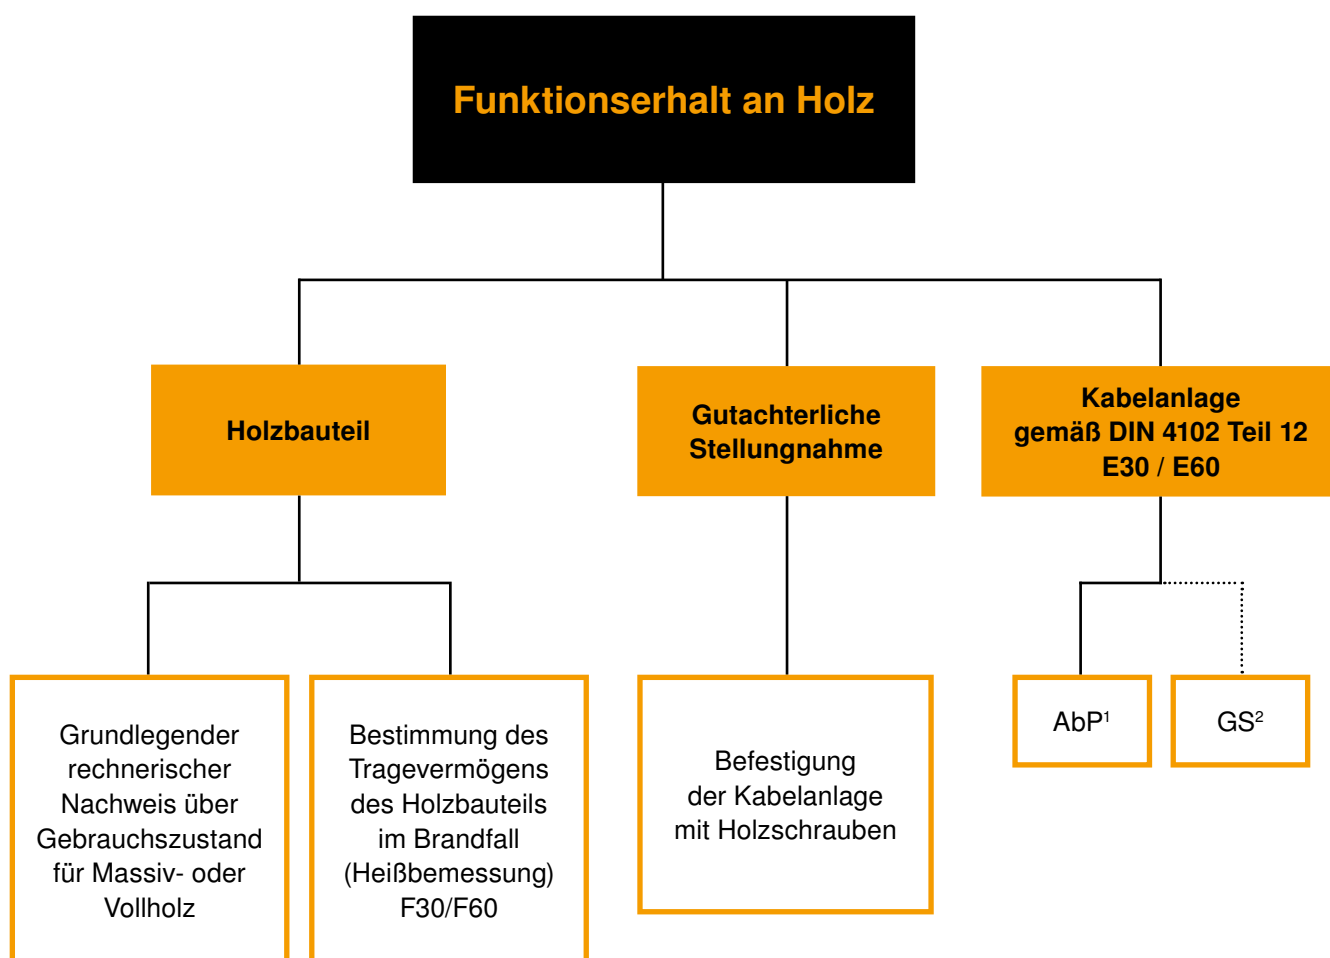 Funktionserhalt an Holz
Holzbauteil
Gutachterliche
Stellungnahme
Kabelanlage
gemäß DIN 4102 Teil 12
E30 / E60
Grundlegender
rechnerischer
Nachweis über
Gebrauchszustand
für Massiv- oder
Vollholz
Bestimmung des
Tragevermögens
des Holzbauteils
im Brandfall
(Heißbemessung)
F30/F60
Befestigung
der Kabelanlage
mit Holzschrauben
AbP¹
GS²